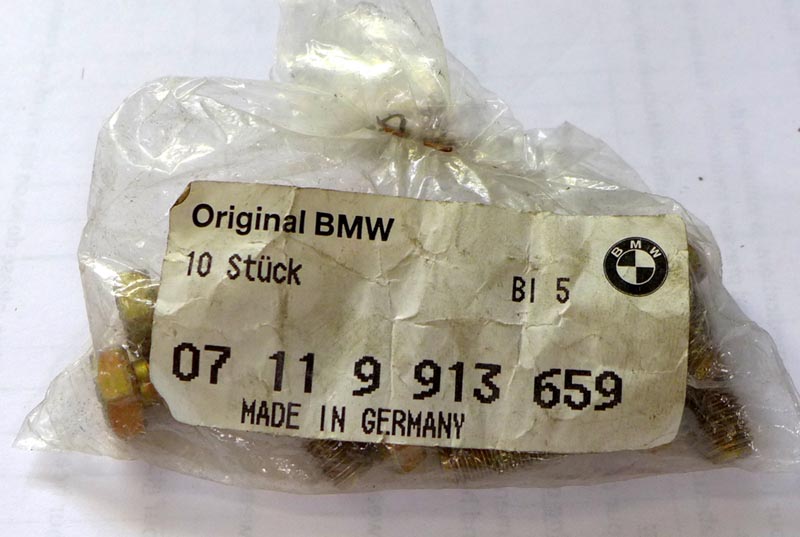 Original BMW
BMW
10 Stück
BI 5
07 11 9 913 659
MADE IN GERMANY